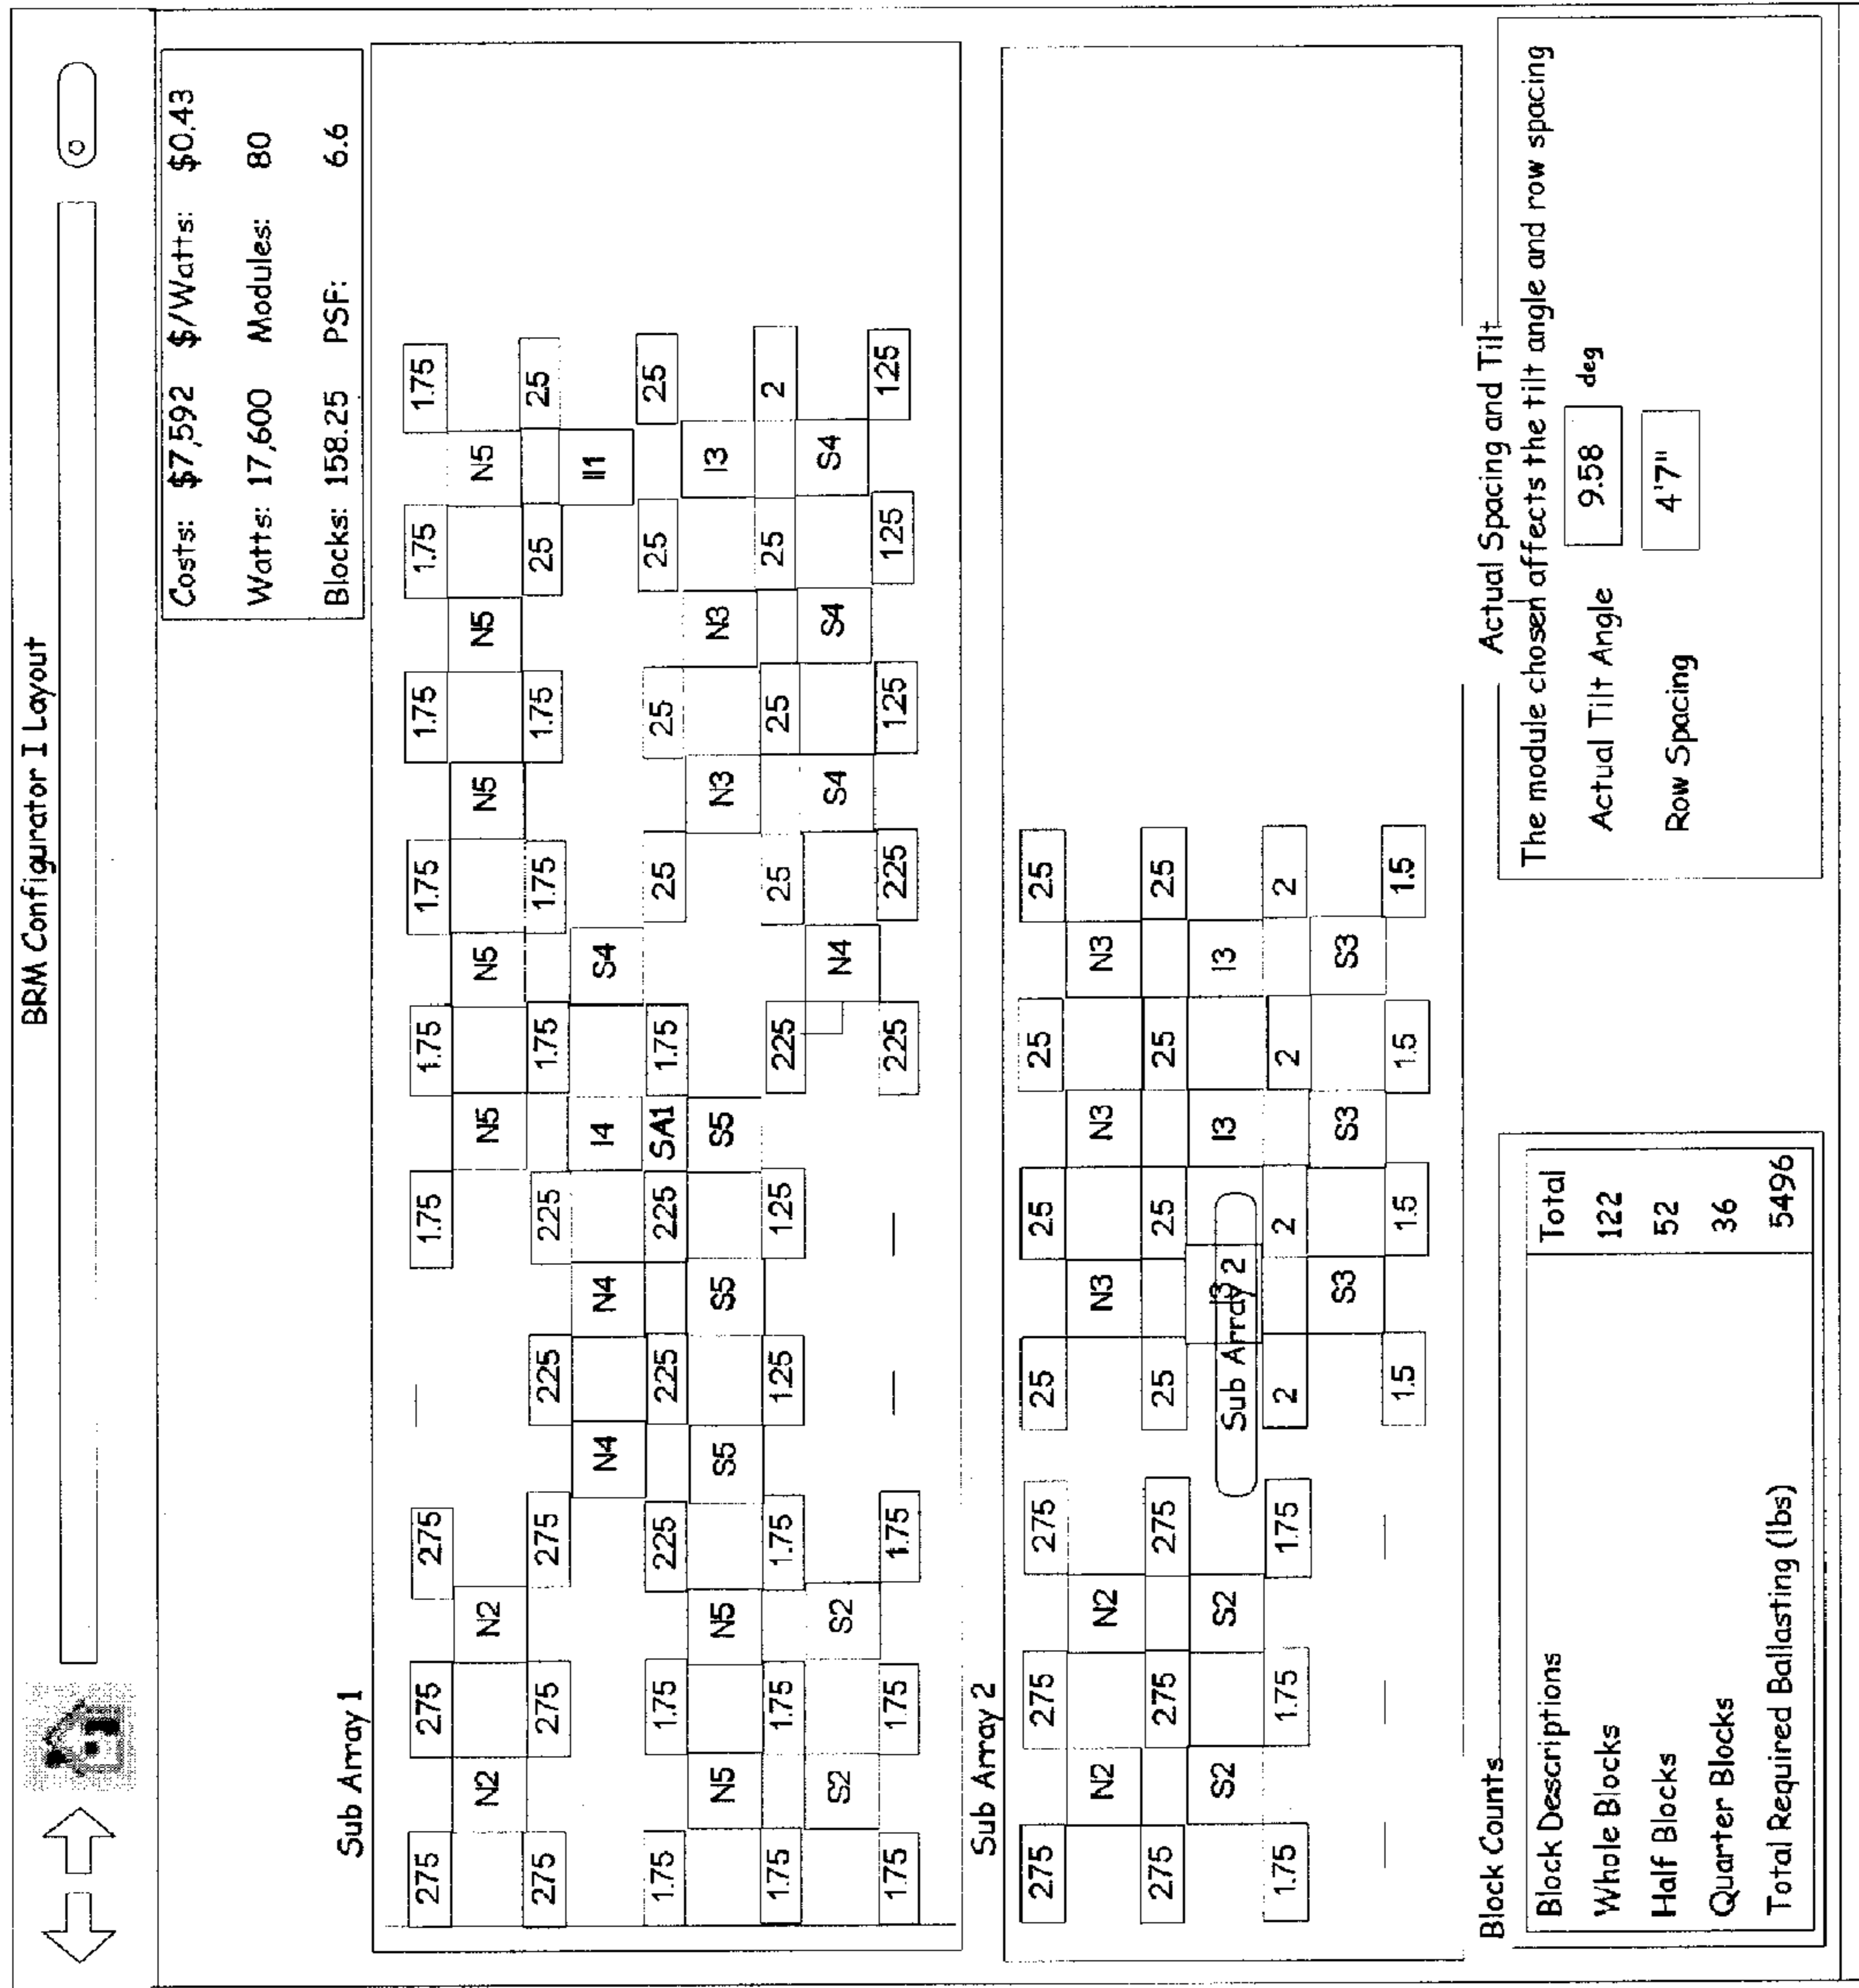 BRM Configurator I Layout
Costs: $7,592 $/Watts: $0.43
Watts: 17,600 Modules: 80
Blocks: 158.25 PSF: 6.6
Sub Array 1
275 275 275 — 1.75 1.75 1.75 1.75 1.75 1.75
N2 N2 N5 N5 N5 N5 N5
275 275 275 225 225 1.75 1.75 1.75 25 25
N4 N4 I4 S4 II1
1.75 1.75 225 225 225 SA1 1.75 25 25 25 25
N5 N5 S5 S5 S5 N3 N3 I3
1.75 1.75 1.75 125 125 225 25 25 25 2
S2 S2 N4 S4 S4 S4
1.75 1.75 1.75 — — 225 225 125 125 125
Sub Array 2
275 275 275 25 25 25 25
N2 N2 N3 N3 N3
275 275 275 25 25 25 25
S2 S2 I3 I3 I3
Sub Array 2
1.75 1.75 1.75 2 2 2 2
S3 S3 S3
— — — 1.5 1.5 1.5 1.5
Block Counts
Block Descriptions Total
Whole Blocks 122
Half Blocks 52
Quarter Blocks 36
Total Required Ballasting (lbs) 5496
Actual Spacing and Tilt
The module chosen affects the tilt angle and row spacing
Actual Tilt Angle 9.58 deg
Row Spacing 4'7"